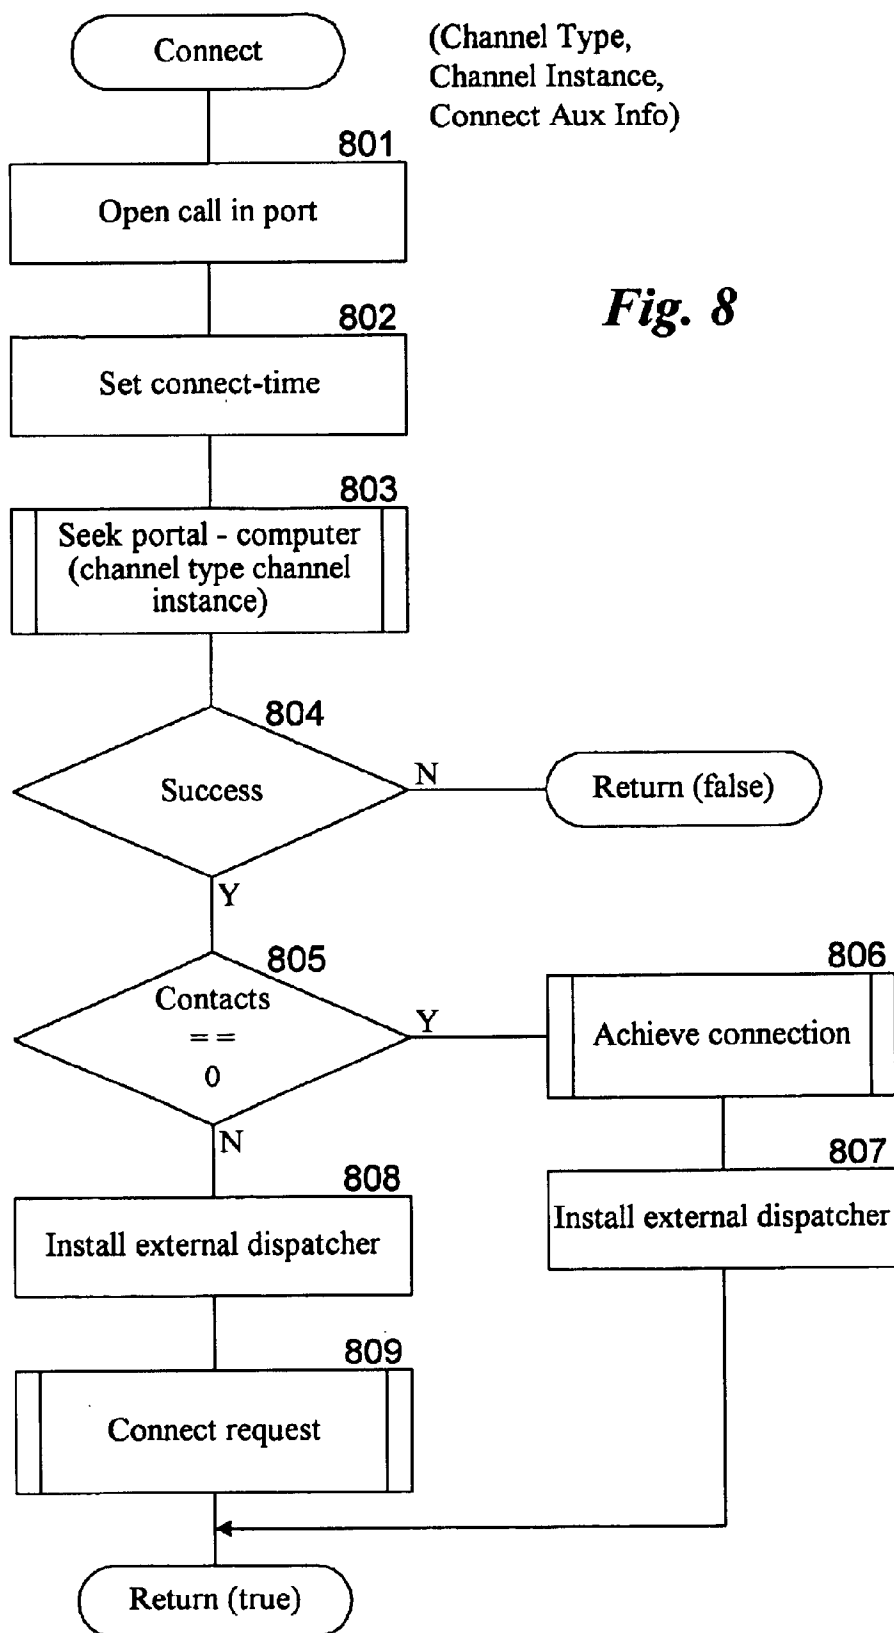 Connect
(Channel Type,
Channel Instance,
Connect Aux Info)
801
Open call in port
Fig. 8
802
Set connect-time
803
Seek portal - computer
(channel type channel
instance)
804
Success
N
Return (false)
Y
805
Contacts
= =
0
Y
806
Achieve connection
N
807
Install external dispatcher
808
Install external dispatcher
809
Connect request
Return (true)